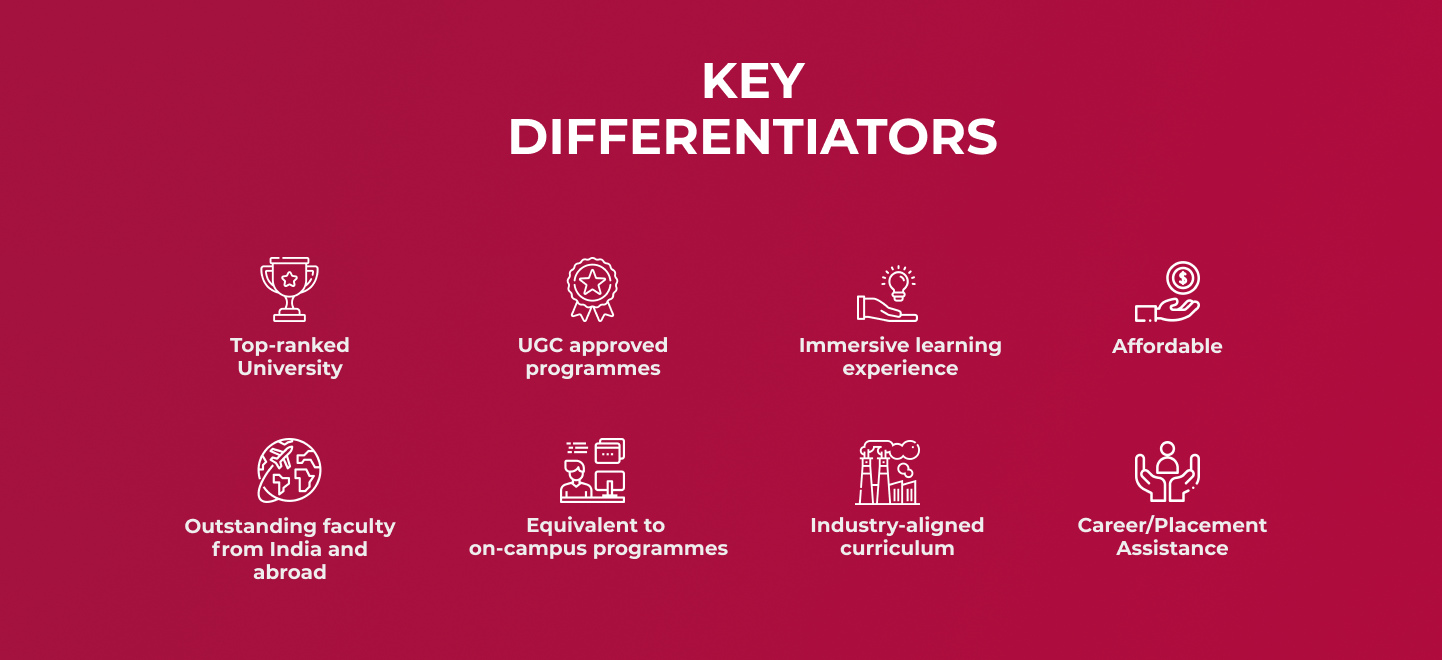 KEY
DIFFERENTIATORS
Top-ranked
University
UGC approved
programmes
Immersive learning
experience
Affordable
Outstanding faculty
from India and
abroad
Equivalent to
on-campus programmes
Industry-aligned
curriculum
Career/Placement
Assistance